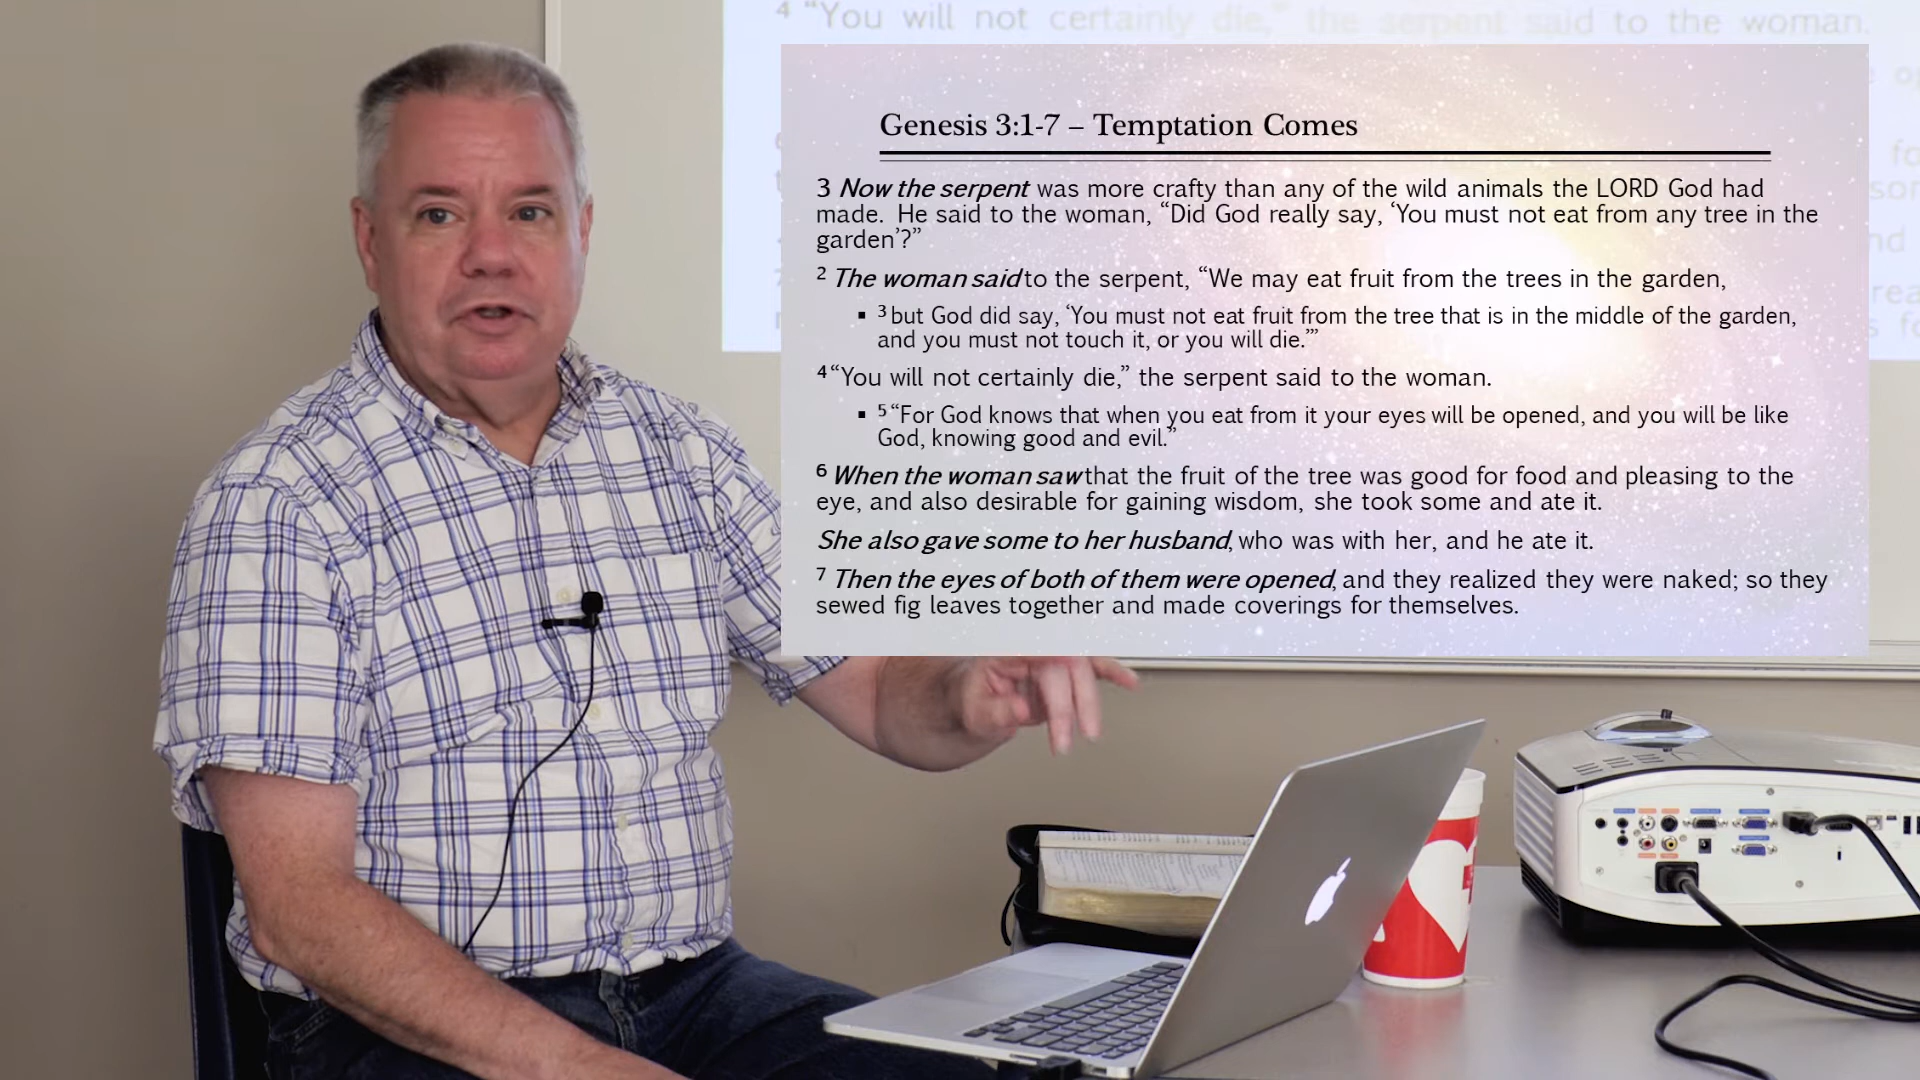 4 “You will not certainly die,” the serpent said to the woman.
Genesis 3:1-7 – Temptation Comes
3 Now the serpent was more crafty than any of the wild animals the LORD God had
made. He said to the woman, “Did God really say, ‘You must not eat from any tree in the
garden’?”
2 The woman said to the serpent, “We may eat fruit from the trees in the garden,
▪ 3 but God did say, ‘You must not eat fruit from the tree that is in the middle of the garden,
and you must not touch it, or you will die.’”
4 “You will not certainly die,” the serpent said to the woman.
▪ 5 “For God knows that when you eat from it your eyes will be opened, and you will be like
God, knowing good and evil.”
6 When the woman saw that the fruit of the tree was good for food and pleasing to the
eye, and also desirable for gaining wisdom, she took some and ate it.
She also gave some to her husband, who was with her, and he ate it.
7 Then the eyes of both of them were opened, and they realized they were naked; so they
sewed fig leaves together and made coverings for themselves.